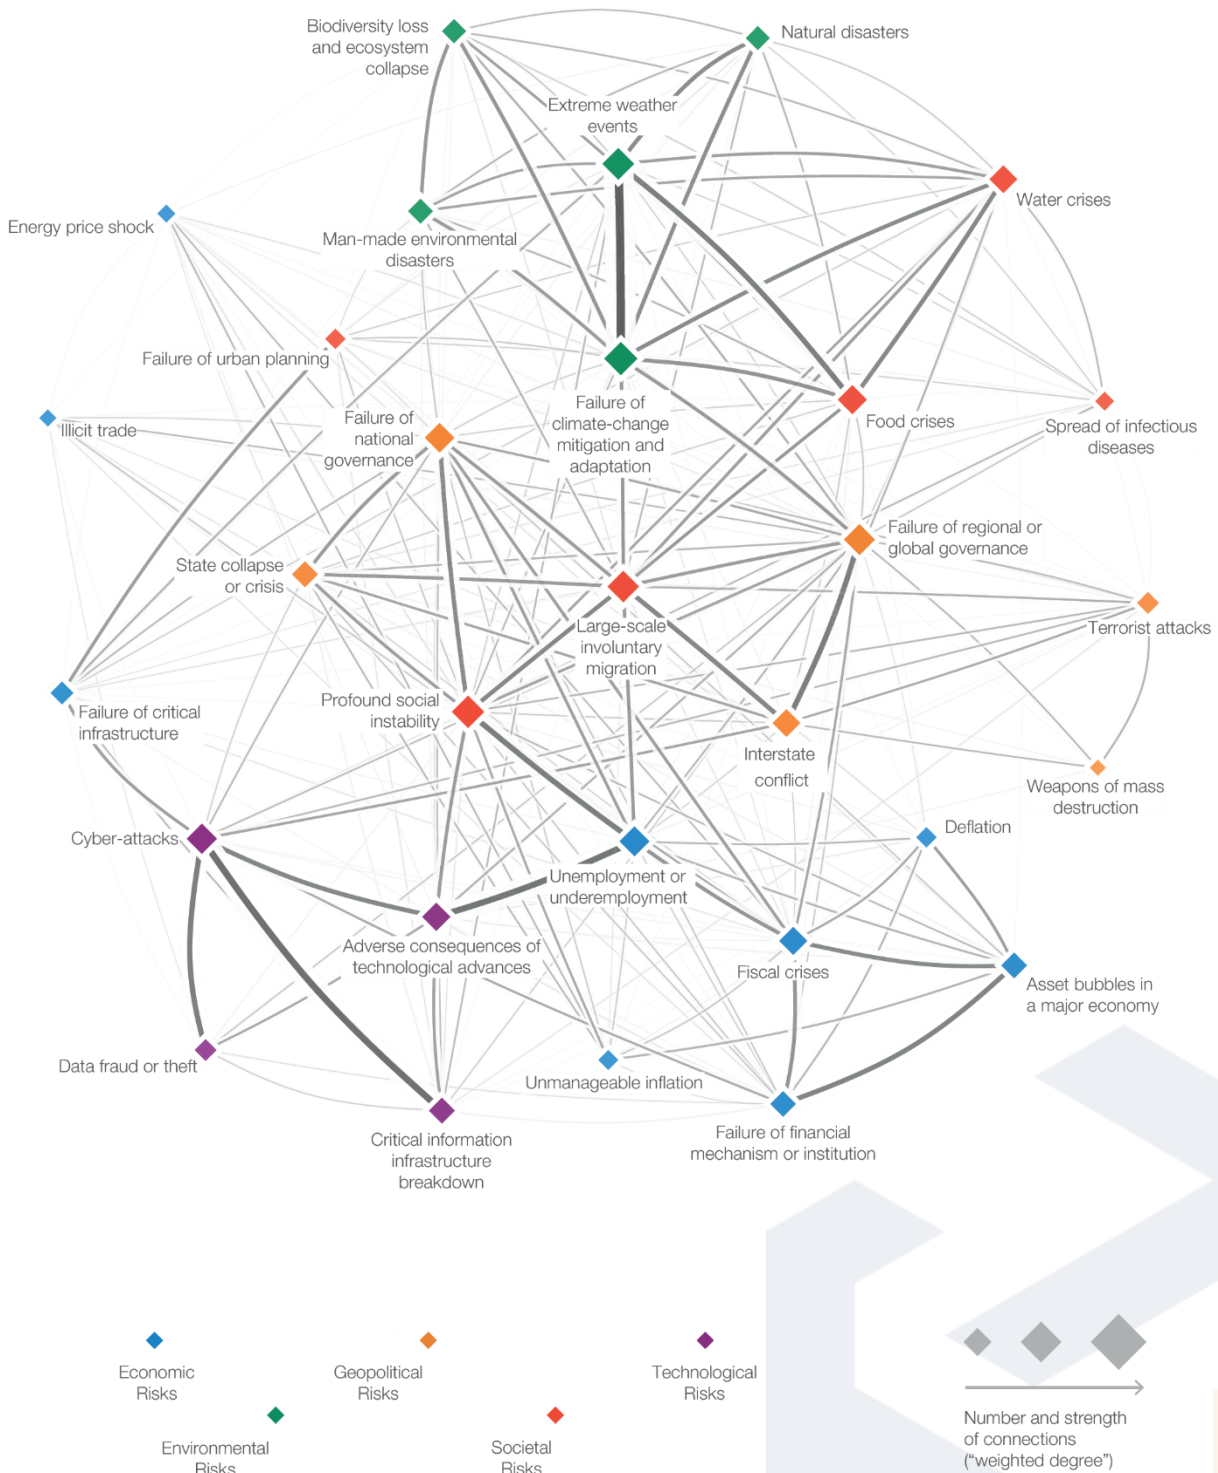 Biodiversity loss
and ecosystem
collapse
Natural disasters
Extreme weather
events
Water crises
Energy price shock
Man-made environmental
disasters
Failure of urban planning
Illicit trade
Failure of
national
governance
Failure of
climate-change
mitigation and
adaptation
Food crises
Spread of infectious
diseases
Failure of regional or
global governance
State collapse
or crisis
Large-scale
involuntary
migration
Terrorist attacks
Failure of critical
infrastructure
Profound social
instability
Interstate
conflict
Weapons of mass
destruction
Cyber-attacks
Deflation
Unemployment or
underemployment
Adverse consequences of
technological advances
Fiscal crises
Asset bubbles in
a major economy
Data fraud or theft
Unmanageable inflation
Critical information
infrastructure
breakdown
Failure of financial
mechanism or institution
Economic
Risks
Geopolitical
Risks
Technological
Risks
Environmental
Risks
Societal
Risks
Number and strength
of connections
("weighted degree")